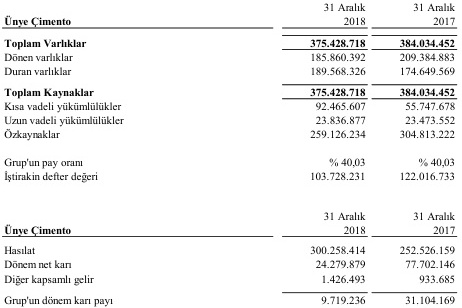 31 Aralık 31 Aralık
Ünye Çimento 2018 2017
Toplam Varlıklar 375.428.718 384.034.452
Dönen varlıklar 185.860.392 209.384.883
Duran varlıklar 189.568.326 174.649.569
Toplam Kaynaklar 375.428.718 384.034.452
Kısa vadeli yükümlülükler 92.465.607 55.747.678
Uzun vadeli yükümlülükler 23.836.877 23.473.552
Özkaynaklar 259.126.234 304.813.222
Grup'un pay oranı % 40,03 % 40,03
İştirakin defter değeri 103.728.231 122.016.733
31 Aralık 31 Aralık
Ünye Çimento 2018 2017
Hasılat 300.258.414 252.526.159
Dönem net karı 24.279.879 77.702.146
Diğer kapsamlı gelir 1.426.493 933.685
Grup'un dönem karı payı 9.719.236 31.104.169